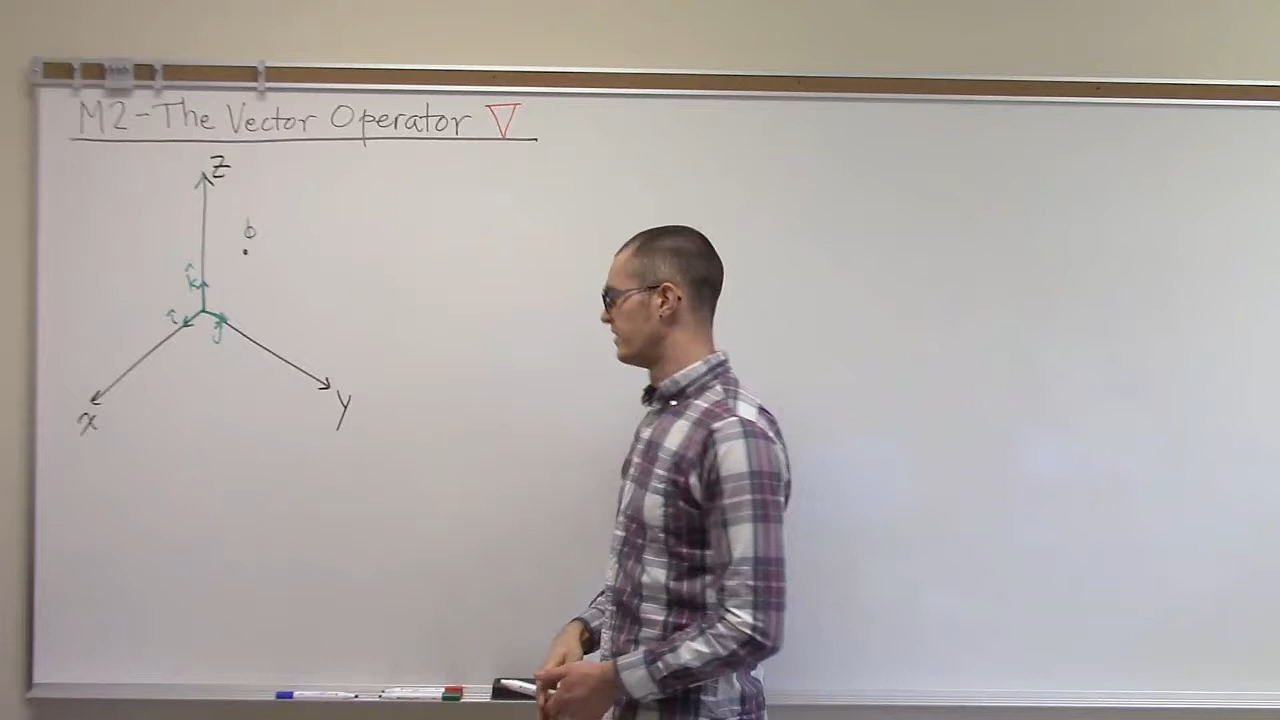 M2-The Vector Operator ∇
z
b
k̂
î
ĵ
x
y